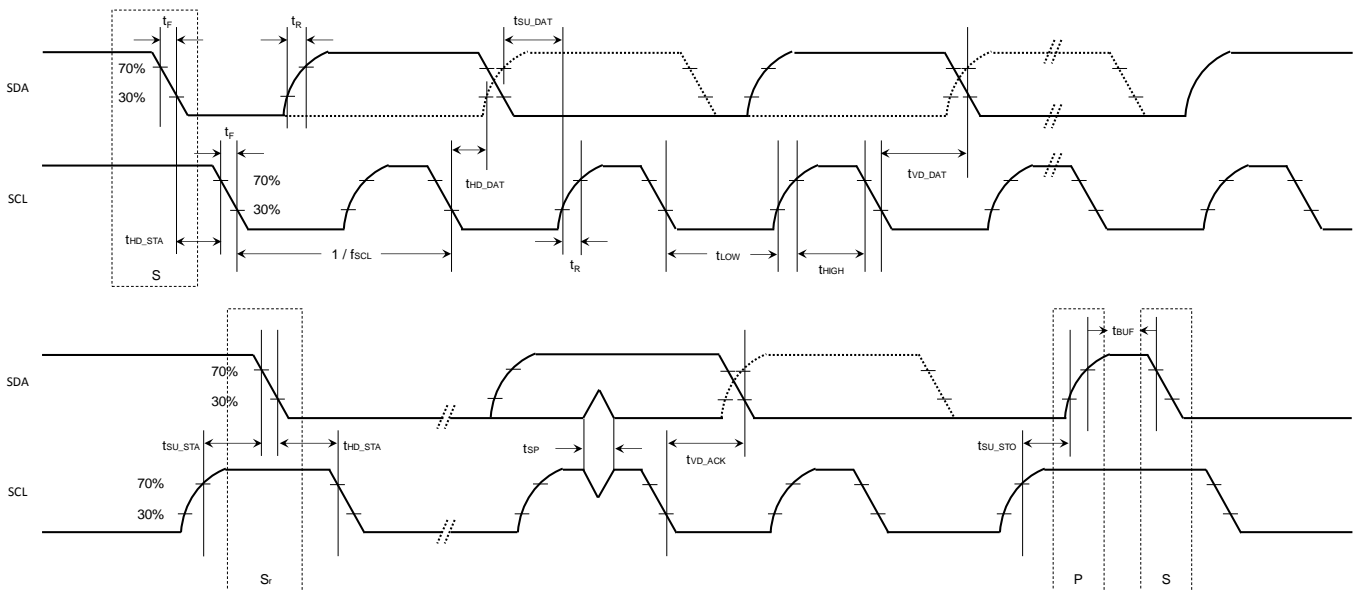 tF
tR
tSU_DAT
70%
SDA
30%
tF
70%
tHD_DAT
tVD_DAT
SCL
30%
tHD_STA
1 / fSCL
tLOW
tR
tHIGH
S
tBUF
70%
SDA
30%
tSU_STA
tHD_STA
tSP
tVD_ACK
tSU_STO
70%
SCL
30%
Sr
P
S